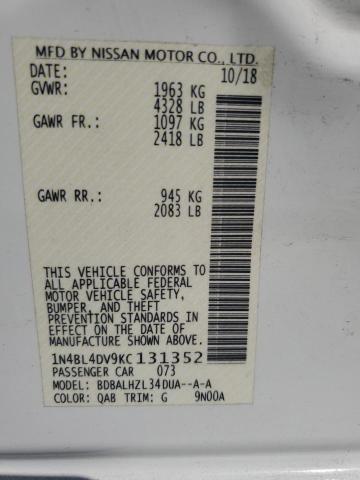 MFD BY NISSAN MOTOR CO., LTD.
DATE: 10/18
GVWR: 1963 KG
4328 LB
GAWR FR.: 1097 KG
2418 LB
GAWR RR.: 945 KG
2083 LB
THIS VEHICLE CONFORMS TO
ALL APPLICABLE FEDERAL
MOTOR VEHICLE SAFETY,
BUMPER, AND THEFT
PREVENTION STANDARDS IN
EFFECT ON THE DATE OF
MANUFACTURE SHOWN ABOVE.
1N4BL4DV9KC 131352
PASSENGER CAR 073
MODEL: BDBALHZL34DUA--A-A
COLOR: QAB TRIM: G 9N00A